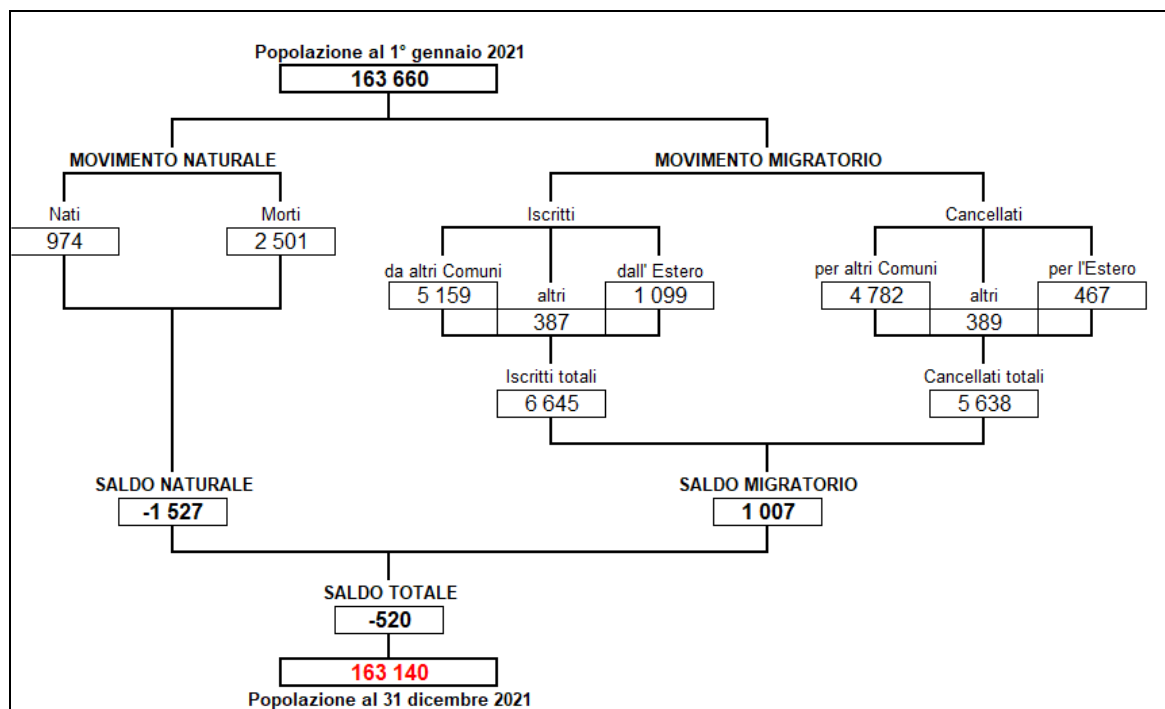 Popolazione al 1° gennaio 2021
163 660
MOVIMENTO NATURALE
MOVIMENTO MIGRATORIO
Nati
Morti
Iscritti
Cancellati
974
2 501
da altri Comuni
dall' Estero
per altri Comuni
per l'Estero
5 159
altri
1 099
4 782
altri
467
387
389
Iscritti totali
Cancellati totali
6 645
5 638
SALDO NATURALE
SALDO MIGRATORIO
-1 527
1 007
SALDO TOTALE
-520
163 140
Popolazione al 31 dicembre 2021